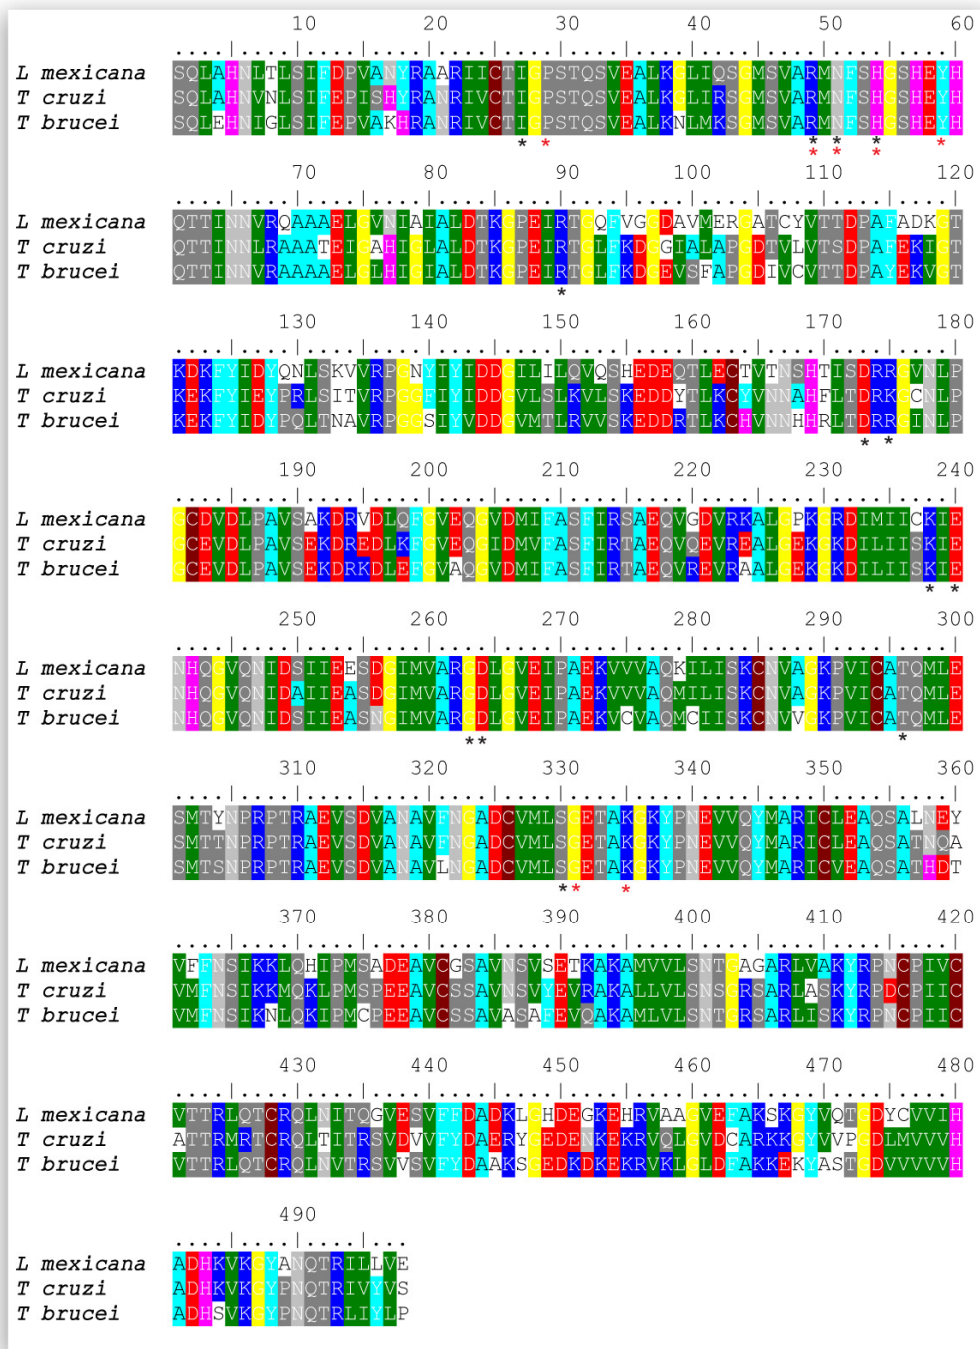 10 20 30 40 50 60
L mexicana SQLAHNLTLSIFDPVANYRAARIICTIGPSTQSVEALKGLIQSGMSVARMNFSHGSHEYH
T cruzi SQLAHNVNLSIFEPISHYRANRIVCTIGPSTQSVEALKGLIRSGMSVARMNFSHGSHEYH
T brucei SQLEHNIGLSIFEPVAKHRANRIVCTIGPSTQSVEALKNLMKSGMSVARMNFSHGSHEYH
* * * * *
* * * *
70 80 90 100 110 120
L mexicana QTTINNVRQAAAELGVNIAIALDTKGPEIRTGQFVGGDAVMERGATCYVTTDPAFADKGT
T cruzi QTTINNLRAAATEIGAHIGLALDTKGPEIRTGLFKDGGIALAPGDTVLVTSDPAFEKIGT
T brucei QTTINNVRAAAAELGLHIGIALDTKGPEIRTGLFKDGEVSFAPGDIVCVTTDPAYEKVGT
*
130 140 150 160 170 180
L mexicana KDKFYIDYQNLSKVVRPGNYIYIDDGILILQVQSHEDEQTLECTVTNSHTISDRRGVNLP
T cruzi KEKFYIEYPRLSITVRPGGFIYIDDGVLSLKVLSKEDDYTLKCYVNNAHFLTDRKGCNLP
T brucei KEKFYIDYPQLTNAVRPGGSIYVDDGVMTLRVVSKEDDRTLKCHVNNHHRLTDRRGINLP
* *
190 200 210 220 230 240
L mexicana GCDVDLPAVSAKDRVDLQFGVEQGVDMIFASFIRSAEQVGDVRKALGPKGRDIMIICKIE
T cruzi GCEVDLPAVSEKDREDLKFGVEQGIDMVFASFIRTAEQVQEVREALGEKGKDILIISKIE
T brucei GCEVDLPAVSEKDRKDLEFGVAQGVDMIFASFIRTAEQVREVRAALGEKGKDILIISKIE
* *
250 260 270 280 290 300
L mexicana NHQGVQNIDSIIEESDGIMVARGDLGVEIPAEKVVVAQKILISKCNVAGKPVICATQMLE
T cruzi NHQGVQNIDAIIEASDGIMVARGDLGVEIPAEKVVVAQMILISKCNVAGKPVICATQMLE
T brucei NHQGVQNIDSIIEASNGIMVARGDLGVEIPAEKVCVAQMCIISKCNVVGKPVICATQMLE
** *
310 320 330 340 350 360
L mexicana SMTYNPRPTRAEVSDVANAVFNGADCVMLSGETAKGKYPNEVVQYMARICLEAQSALNEY
T cruzi SMTTNPRPTRAEVSDVANAVFNGADCVMLSGETAKGKYPNEVVQYMARICLEAQSATNQA
T brucei SMTSNPRPTRAEVSDVANAVLNGADCVMLSGETAKGKYPNEVVQYMARICVEAQSATHDT
** *
370 380 390 400 410 420
L mexicana VFFNSIKKLQHIPMSADEAVCGSAVNSVSETKAKAMVVLSNTGAGARLVAKYRPNCPIVC
T cruzi VMFNSIKKMQKLPMSPEEAVCSSAVNSVYEVRAKALLVLSNSGRSARLASKYRPDCPIIC
T brucei VMFNSIKNLQKIPMCPEEAVCSSAVASAFEVQAKAMLVLSNTGRSARLISKYRPNCPIIC
430 440 450 460 470 480
L mexicana VTTRLQTCRQLNITQGVESVFFDADKLGHDEGKEHRVAAGVEFAKSKGYVQTGDYCVVIH
T cruzi ATTRMRTCRQLTITRSVDVVFYDAERYGEDENKEKRVQLGVDCARKKGYVVPGDLMVVVH
T brucei VTTRLQTCRQLNVTRSVVSVFYDAAKSGEDKDKEKRVKLGLDFAKKEKYASTGDVVVVVH
490
L mexicana ADHKVKGYANQTRILLVE
T cruzi ADHKVKGYPNQTRIVYVS
T brucei ADHSVKGYPNQTRLIYLP